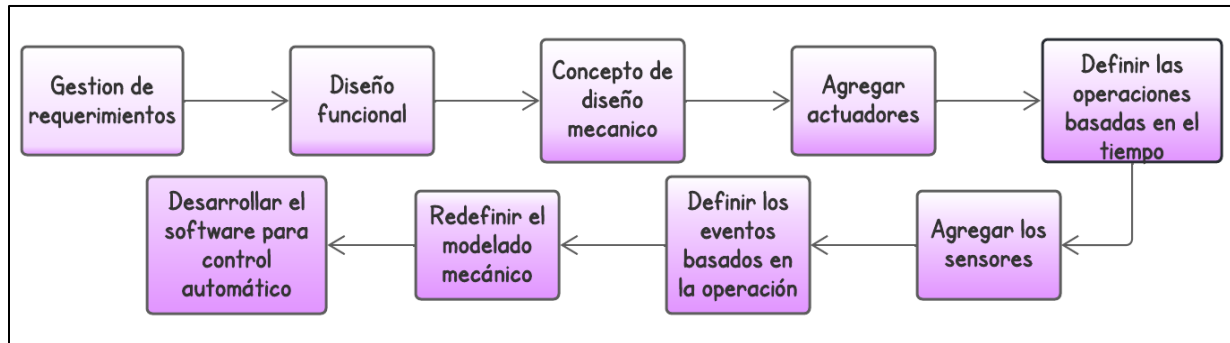 Gestion de
requerimientos
Diseño
funcional
Concepto de
diseño
mecanico
Agregar
actuadores
Definir las
operaciones
basadas en el
tiempo
Agregar los
sensores
Definir los
eventos
basados en
la operación
Redefinir el
modelado
mecánico
Desarrollar el
software para
control
automático